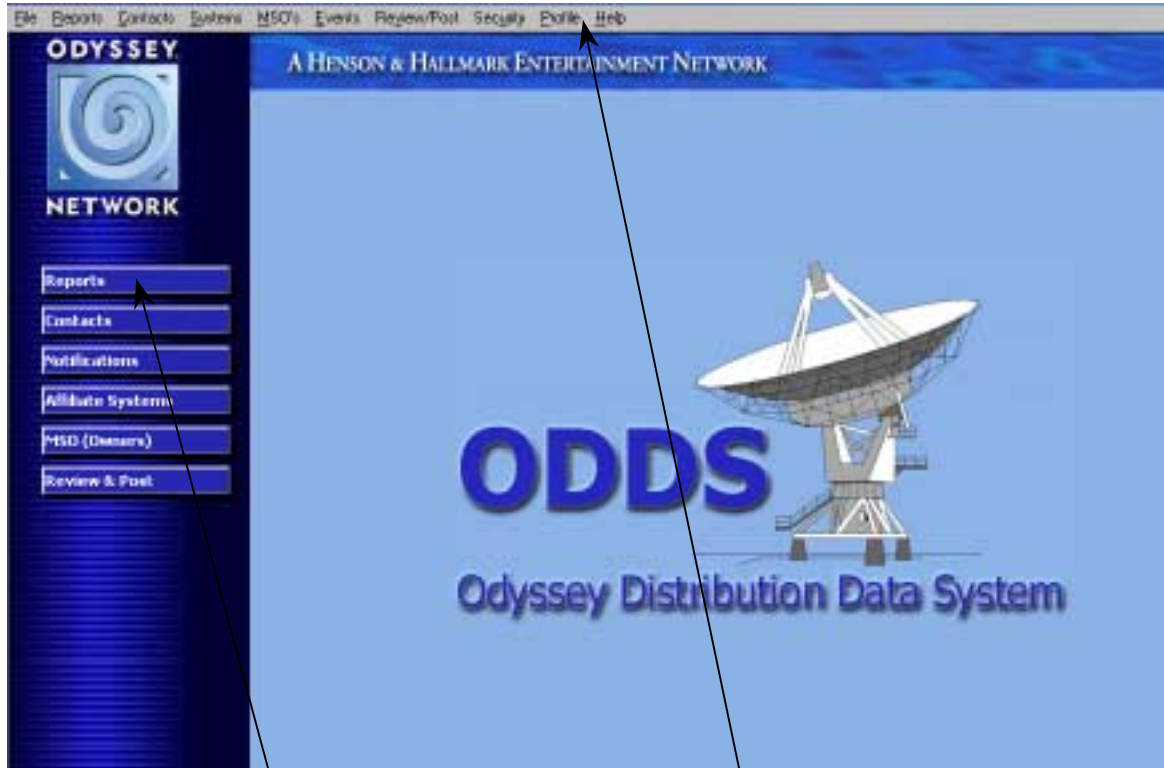 File Reports Contacts Systems MSO's Events Review/Post Security Profile Help
ODYSSEY
NETWORK
A HENSON & HALLMARK ENTERTAINMENT NETWORK
Reports
Contacts
Notifications
Affiliate Systems
MSO (Owners)
Review & Post
ODDS
Odyssey Distribution Data System